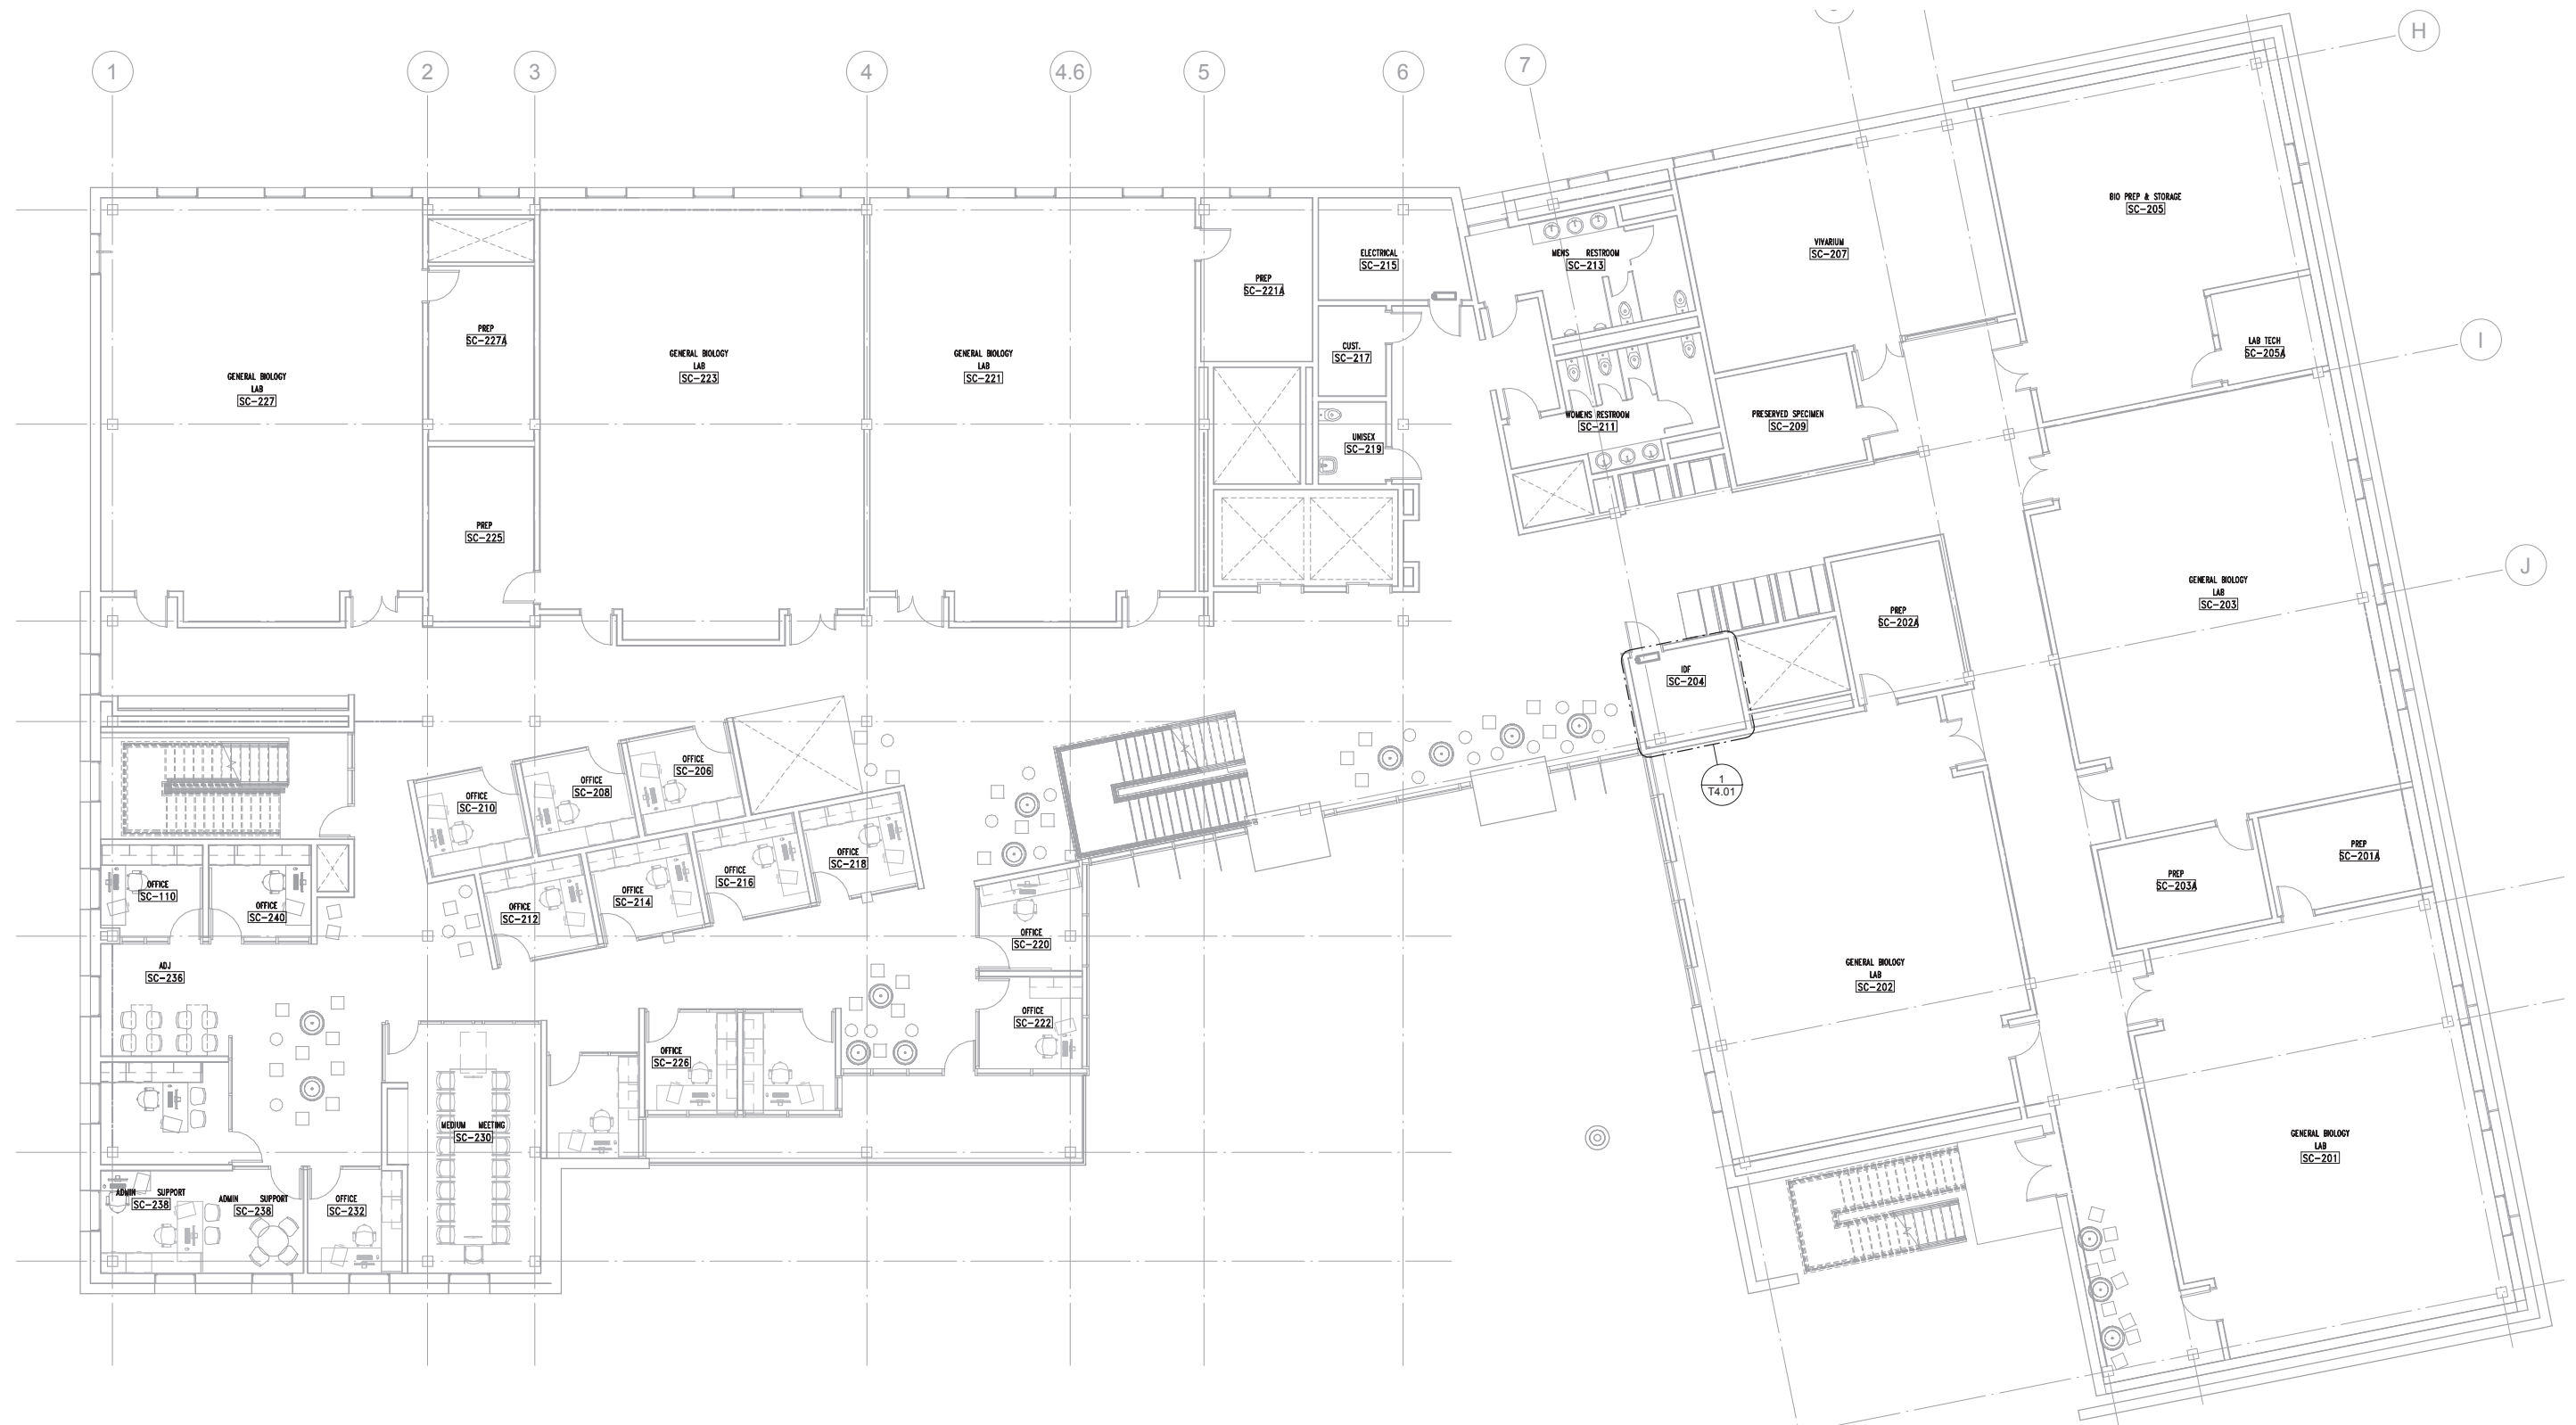 1
2
3
4
4.6
5
6
7
H
I
J
BIO PREP & STORAGE
SC-205
ELECTRICAL
SC-215
MENS RESTROOM
SC-213
VIVARIUM
SC-207
PREP
SC-221A
PREP
SC-227A
GENERAL BIOLOGY
LAB
SC-227
GENERAL BIOLOGY
LAB
SC-223
GENERAL BIOLOGY
LAB
SC-221
CUST.
SC-217
LAB TECH
SC-205A
UNISEX
SC-219
WOMENS RESTROOM
SC-211
PRESERVED SPECIMEN
SC-209
PREP
SC-225
GENERAL BIOLOGY
LAB
SC-203
PREP
SC-202A
IDF
SC-204
1
T4.01
OFFICE
SC-206
OFFICE
SC-208
OFFICE
SC-210
OFFICE
SC-218
OFFICE
SC-216
OFFICE
SC-214
OFFICE
SC-212
OFFICE
SC-110
OFFICE
SC-240
PREP
SC-201A
PREP
SC-203A
OFFICE
SC-220
ADJ
SC-236
GENERAL BIOLOGY
LAB
SC-202
OFFICE
SC-222
OFFICE
SC-226
MEDIUM MEETING
SC-230
GENERAL BIOLOGY
LAB
SC-201
ADMIN SUPPORT
SC-238
ADMIN SUPPORT
SC-238
OFFICE
SC-232